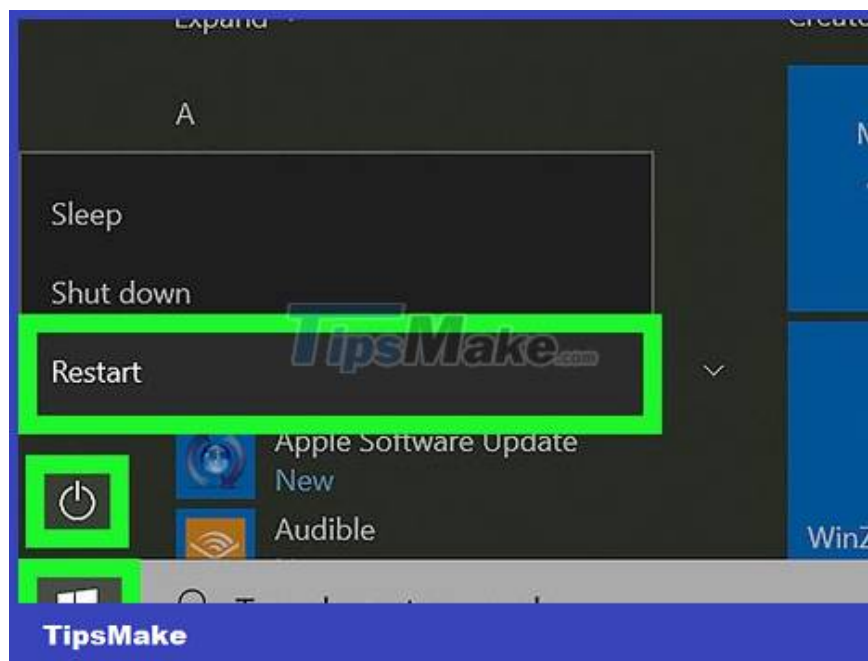 Expand
A
Sleep
Shut down
TipsMake.com
Restart
Apple Software Update
New
Audible
WinZ
TipsMake